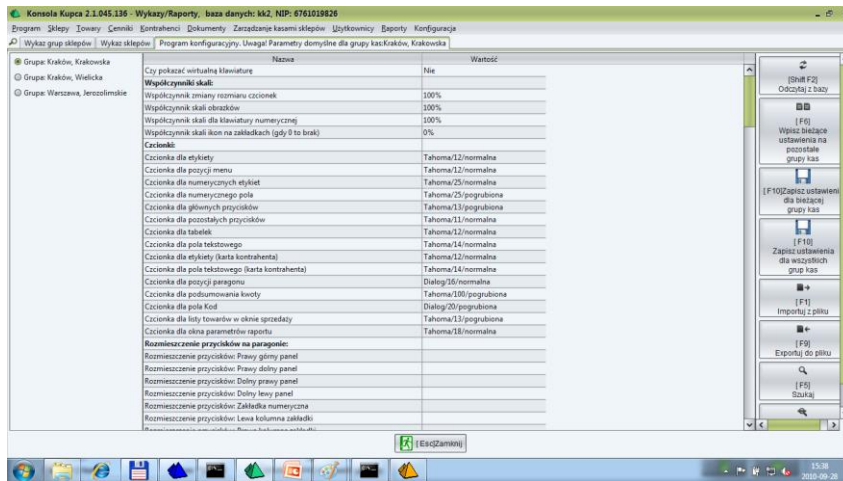 Konsola Kupca 2.1.045.136 - Wykazy/Raporty, baza danych: kk2, NIP: 6761019826
Program Sklepy Towary Cenniki Kontrahenci Dokumenty Zarządzanie kasami sklepów Użytkownicy Raporty Konfiguracja
Wykaz grup sklepów Wykaz sklepów Program konfiguracyjny. Uwaga! Parametry domyślne dla grupy kas:Kraków, Krakowska
Grupa: Kraków, Krakowska
Grupa: Kraków, Wielicka
Grupa: Warszawa, Jerozolimskie
Nazwa Wartość
Czy pokazać wirtualną klawiaturę Nie
Współczynniki skali:
Współczynnik zmiany rozmiaru czcionek 100%
Współczynnik skali obrazków 100%
Współczynnik skali dla klawiatury numerycznej 100%
Współczynnik skali ikon na zakładkach (gdy 0 to brak) 0%
Czcionki:
Czcionka dla etykiety Tahoma/12/normalna
Czcionka dla pozycji menu Tahoma/12/normalna
Czcionka dla numerycznych etykiet Tahoma/25/normalna
Czcionka dla numerycznego pola Tahoma/25/pogrubiona
Czcionka dla głównych przycisków Tahoma/13/pogrubiona
Czcionka dla pozostałych przycisków Tahoma/11/normalna
Czcionka dla tabelek Tahoma/12/normalna
Czcionka dla pola tekstowego Tahoma/14/normalna
Czcionka dla etykiety (karta kontrahenta) Tahoma/12/normalna
Czcionka dla pola tekstowego (karta kontrahenta) Tahoma/14/normalna
Czcionka dla pozycji paragonu Dialog/16/normalna
Czcionka dla podsumowania kwoty Tahoma/100/pogrubiona
Czcionka dla pola Kod Dialog/20/pogrubiona
Czcionka dla listy towarów w oknie sprzedaży Tahoma/13/pogrubiona
Czcionka dla okna parametrów raportu Tahoma/18/normalna
Rozmieszczenie przycisków na paragonie:
Rozmieszczenie przycisków: Prawy górny panel
Rozmieszczenie przycisków: Prawy dolny panel
Rozmieszczenie przycisków: Dolny prawy panel
Rozmieszczenie przycisków: Dolny lewy panel
Rozmieszczenie przycisków: Zakładka numeryczna
Rozmieszczenie przycisków: Lewa kolumna zakładki
[Shift F2]
Odczytaj z bazy
[F6]
Wpisz bieżące
ustawienia na
pozostałe
grupy kas
[F10]Zapisz ustawieni
dla bieżącej
grupy kas
[F10]
Zapisz ustawienia
dla wszystkich
grup kas
[F1]
Importuj z pliku
[F9]
Exportuj do pliku
[F5]
Szukaj
[Esc]Zamknij
15:38
2010-09-28